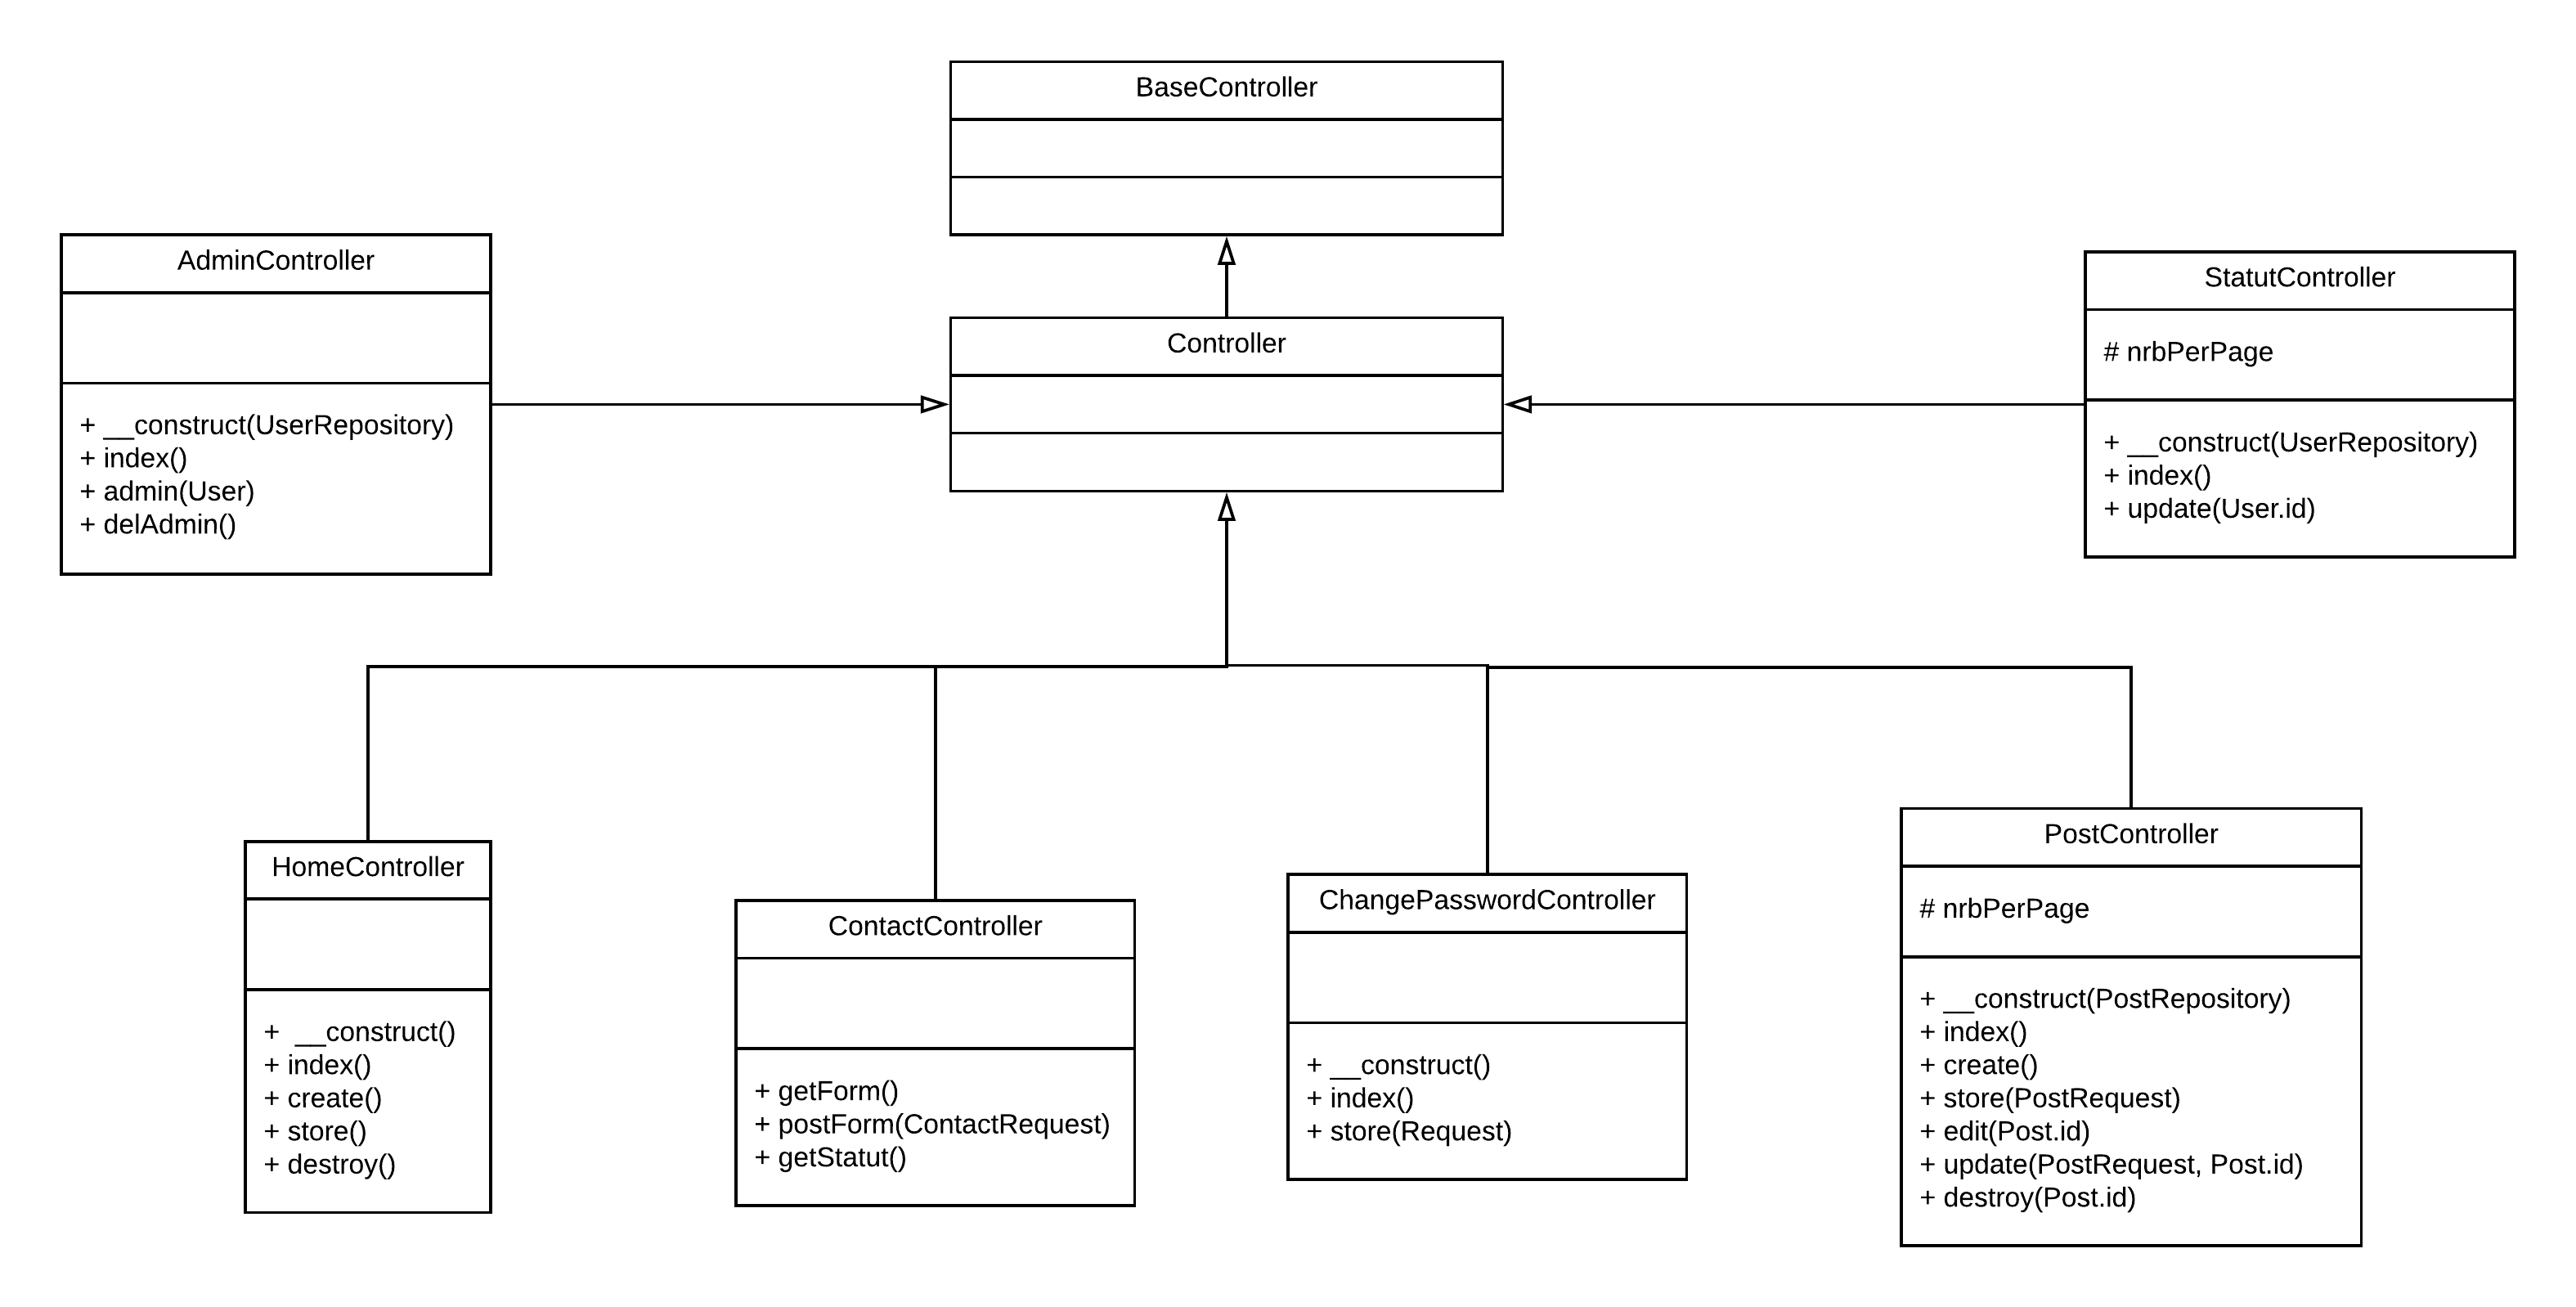 BaseController
AdminController
+ __construct(UserRepository)
+ index()
+ admin(User)
+ delAdmin()
Controller
StatutController
# nrbPerPage
+ __construct(UserRepository)
+ index()
+ update(User.id)
HomeController
+  __construct()
+ index()
+ create()
+ store()
+ destroy()
ContactController
+ getForm()
+ postForm(ContactRequest)
+ getStatut()
ChangePasswordController
+ __construct()
+ index()
+ store(Request)
PostController
# nrbPerPage
+ __construct(PostRepository)
+ index()
+ create()
+ store(PostRequest)
+ edit(Post.id)
+ update(PostRequest, Post.id)
+ destroy(Post.id)